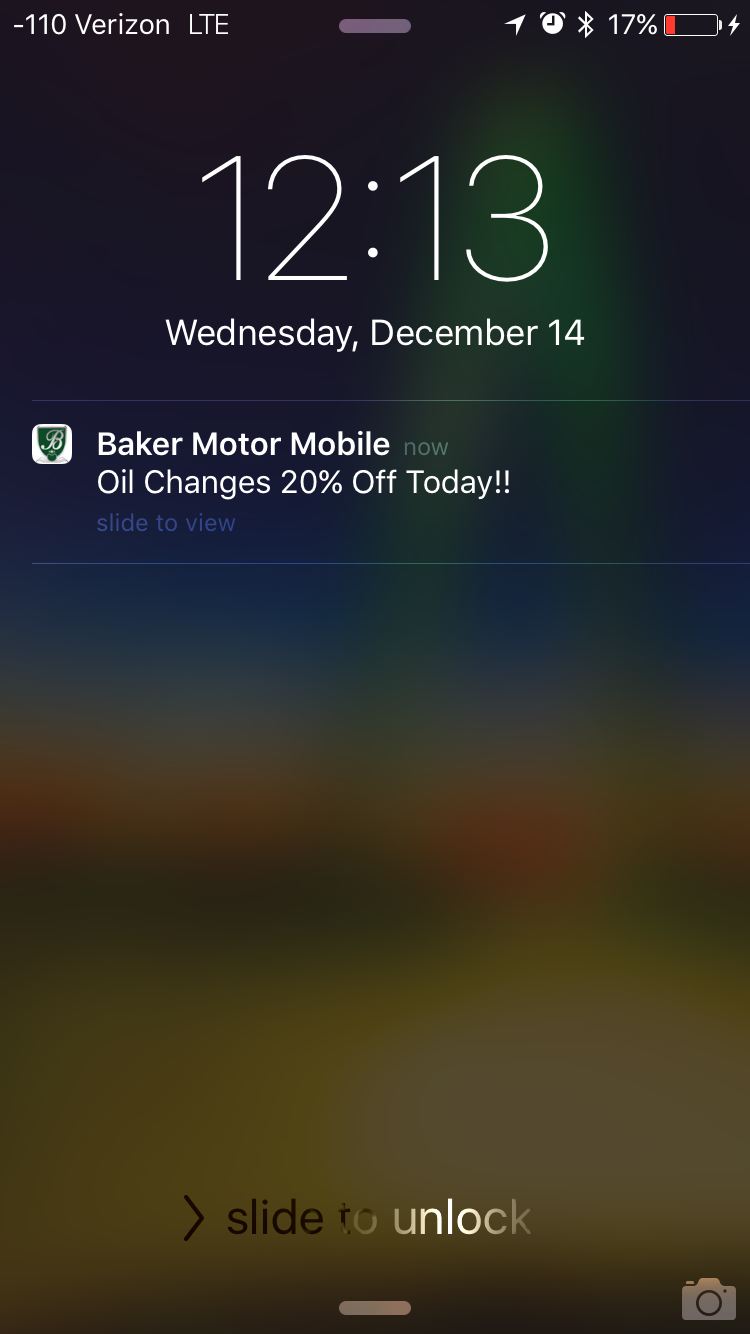 -110 Verizon LTE 17%
12:13
Wednesday, December 14
B
Baker Motor Mobile now
Oil Changes 20% Off Today!!
slide to view
slide to unlock